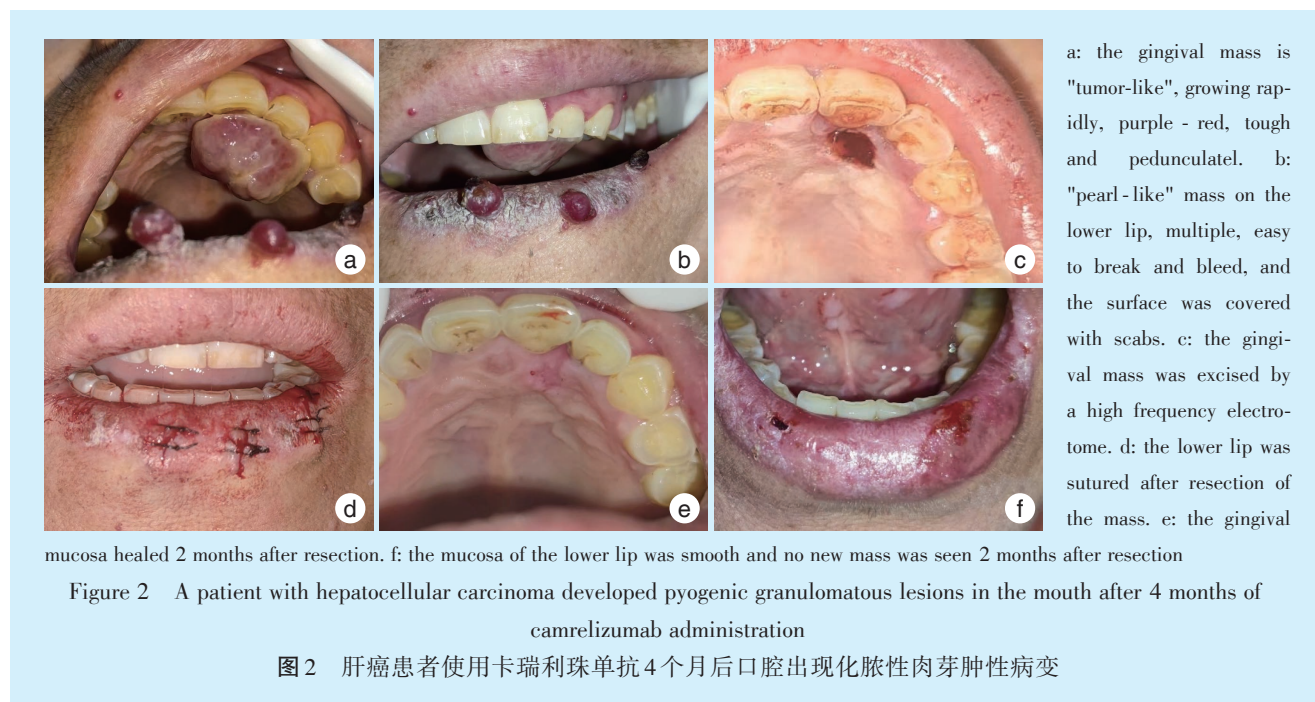 a
b
c
d
e
f
a: the gingival mass is
"tumor-like", growing rap-
idly, purple - red, tough
and pedunculatel. b:
"pearl-like" mass on the
lower lip, multiple, easy
to break and bleed, and
the surface was covered
with scabs. c: the gingi-
val mass was excised by
a high frequency electro-
tome. d: the lower lip was
sutured after resection of
the mass. e: the gingival
mucosa healed 2 months after resection. f: the mucosa of the lower lip was smooth and no new mass was seen 2 months after resection
Figure 2 A patient with hepatocellular carcinoma developed pyogenic granulomatous lesions in the mouth after 4 months of
camrelizumab administration
图2 肝癌患者使用卡瑞利珠单抗4个月后口腔出现化脓性肉芽肿性病变